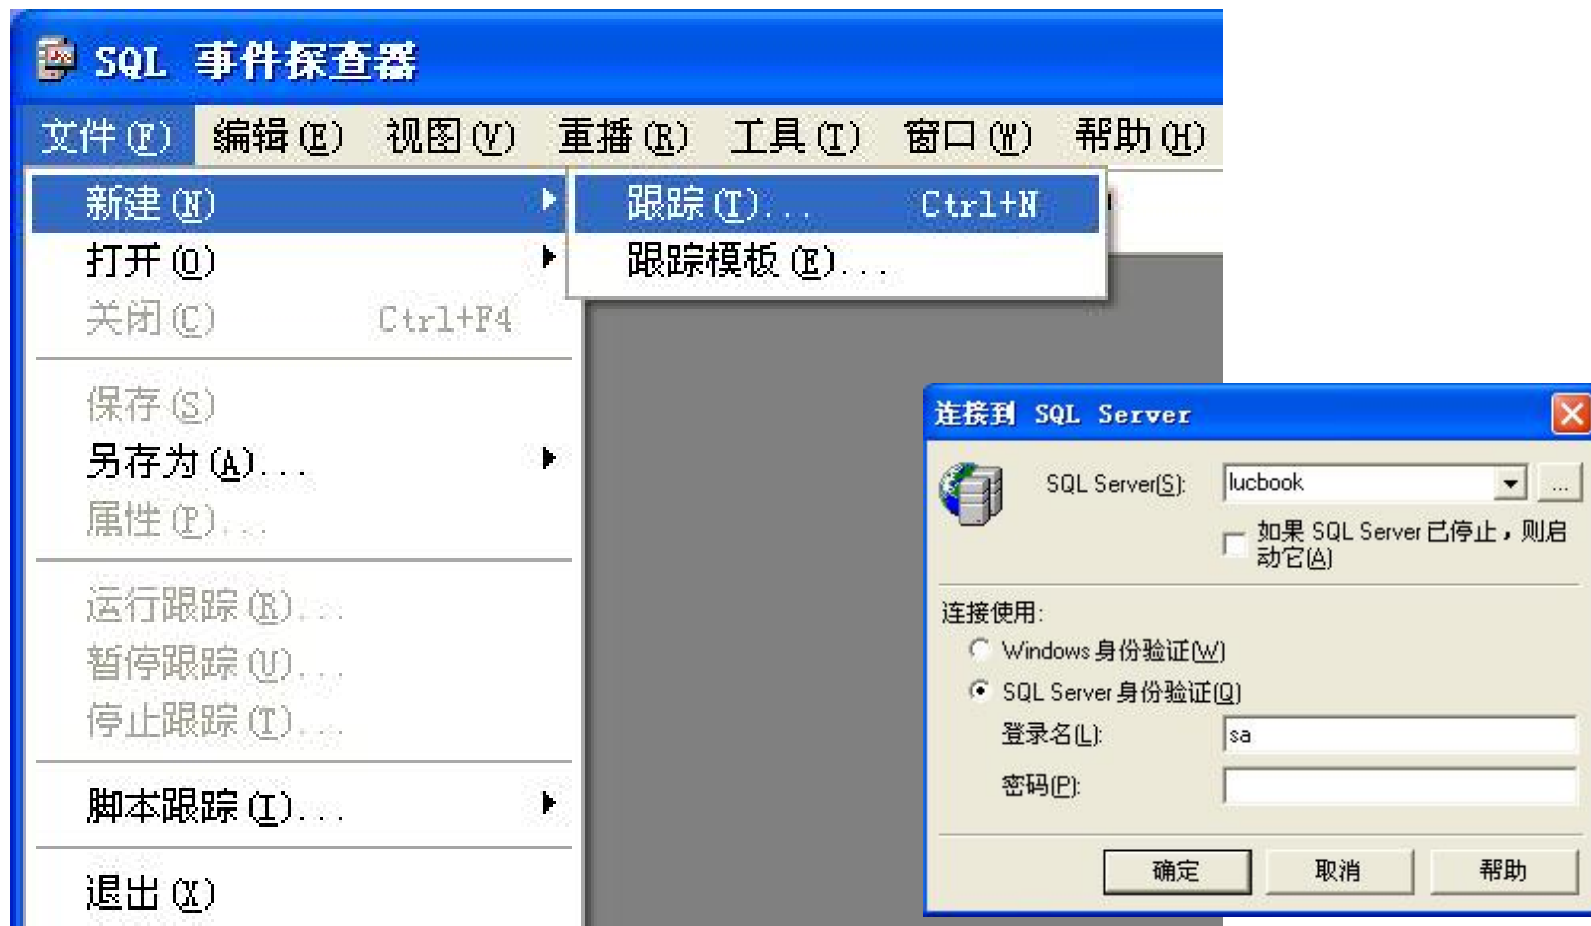 SQL 事件探查器
文件(F) 编辑(E) 视图(V) 重播(R) 工具(T) 窗口(W) 帮助(H)
新建(N)
跟踪(T)... Ctrl+N
打开(O)
跟踪模板(E)...
关闭(C) Ctrl+F4
保存(S)
另存为(A)...
属性(P)...
运行跟踪(R)...
暂停跟踪(U)...
停止跟踪(T)...
脚本跟踪(I)...
退出(X)
连接到 SQL Server
SQL Server(S): lucbook ...
如果 SQL Server 已停止，则启
动它(A)
连接使用:
Windows 身份验证(W)
SQL Server 身份验证(Q)
登录名(L): sa
密码(P):
确定 取消 帮助